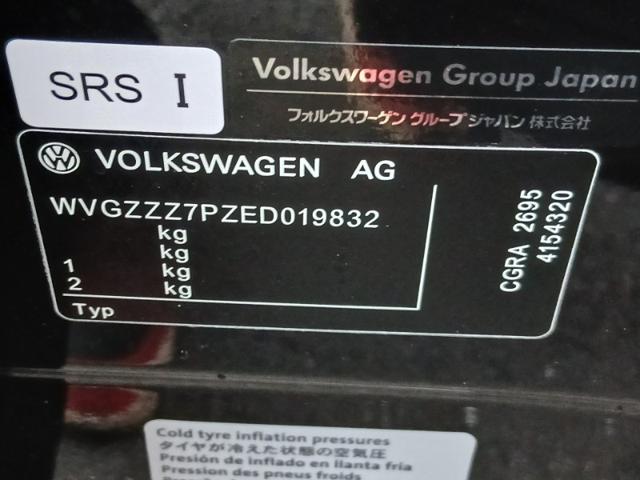 SRS I
Volkswagen Group Japan
フォルクスワーゲン グループ ジャパン 株式会社
VOLKSWAGEN AG
WVGZZZ7PZED019832
kg
kg
1 kg
2 kg
Typ
CGRA 2695
4154320
Cold tyre inflation pressures
タイヤが冷えた状態の空気圧
Presión de inflado en llanta fría
Pression des pneus froids